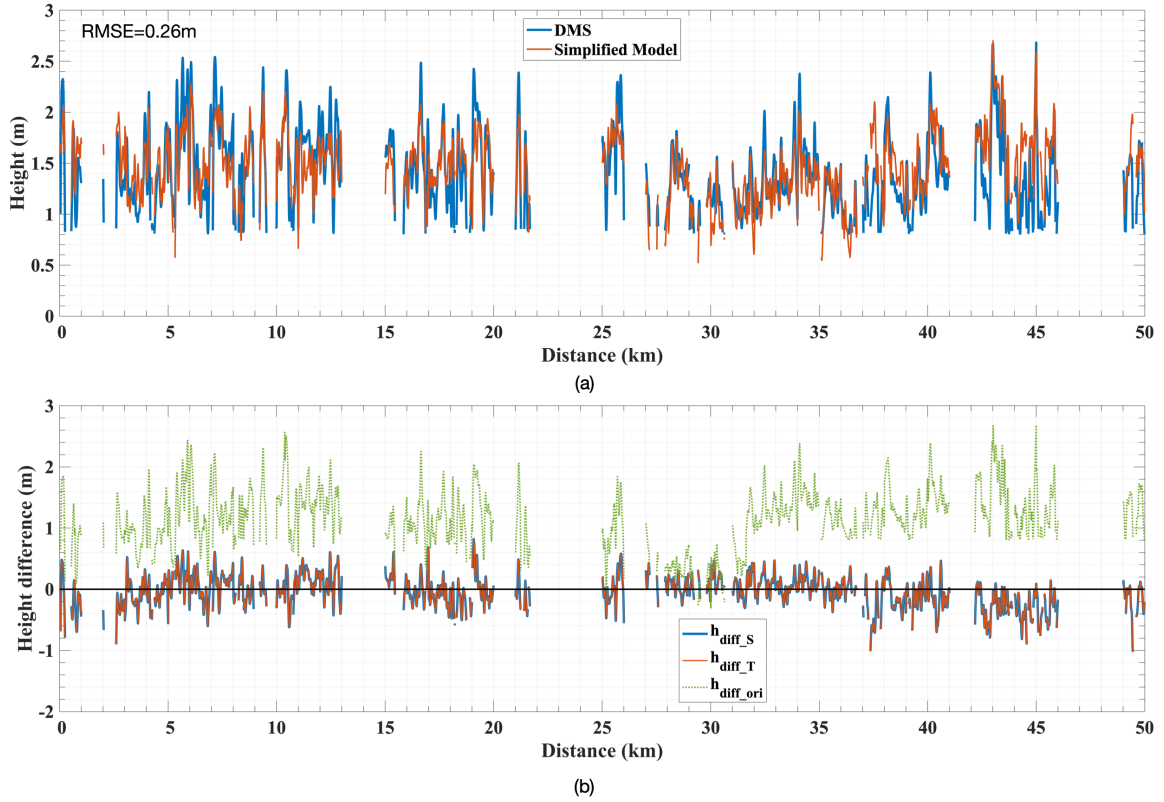 3
RMSE=0.26m
DMS
Simplified Model
2.5
2
1.5
1
0.5
0
Height (m)
0 5 10 15 20 25 30 35 40 45 50
Distance (km)
(a)
3
2
1
0
-1
-2
Height difference (m)
h_diff_S
h_diff_T
h_diff_ori
0 5 10 15 20 25 30 35 40 45 50
Distance (km)
(b)